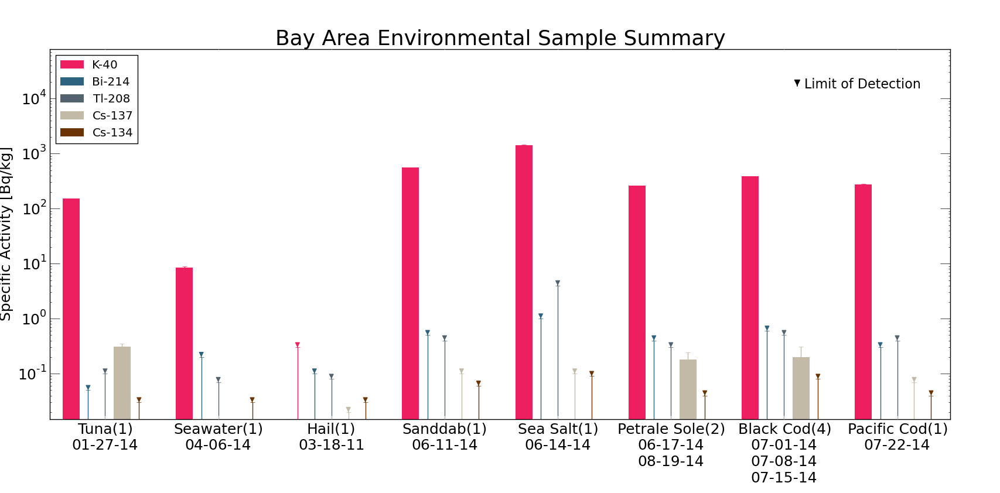 Bay Area Environmental Sample Summary
K-40
Bi-214
Tl-208
Cs-137
Cs-134
Limit of Detection
Specific Activity [Bq/kg]
10^4
10^3
10^2
10^1
10^0
10^-1
Tuna(1) Seawater(1) Hail(1) Sanddab(1) Sea Salt(1) Petrale Sole(2) Black Cod(4) Pacific Cod(1)
01-27-14 04-06-14 03-18-11 06-11-14 06-14-14 06-17-14 07-01-14 07-22-14
08-19-14 07-08-14
07-15-14